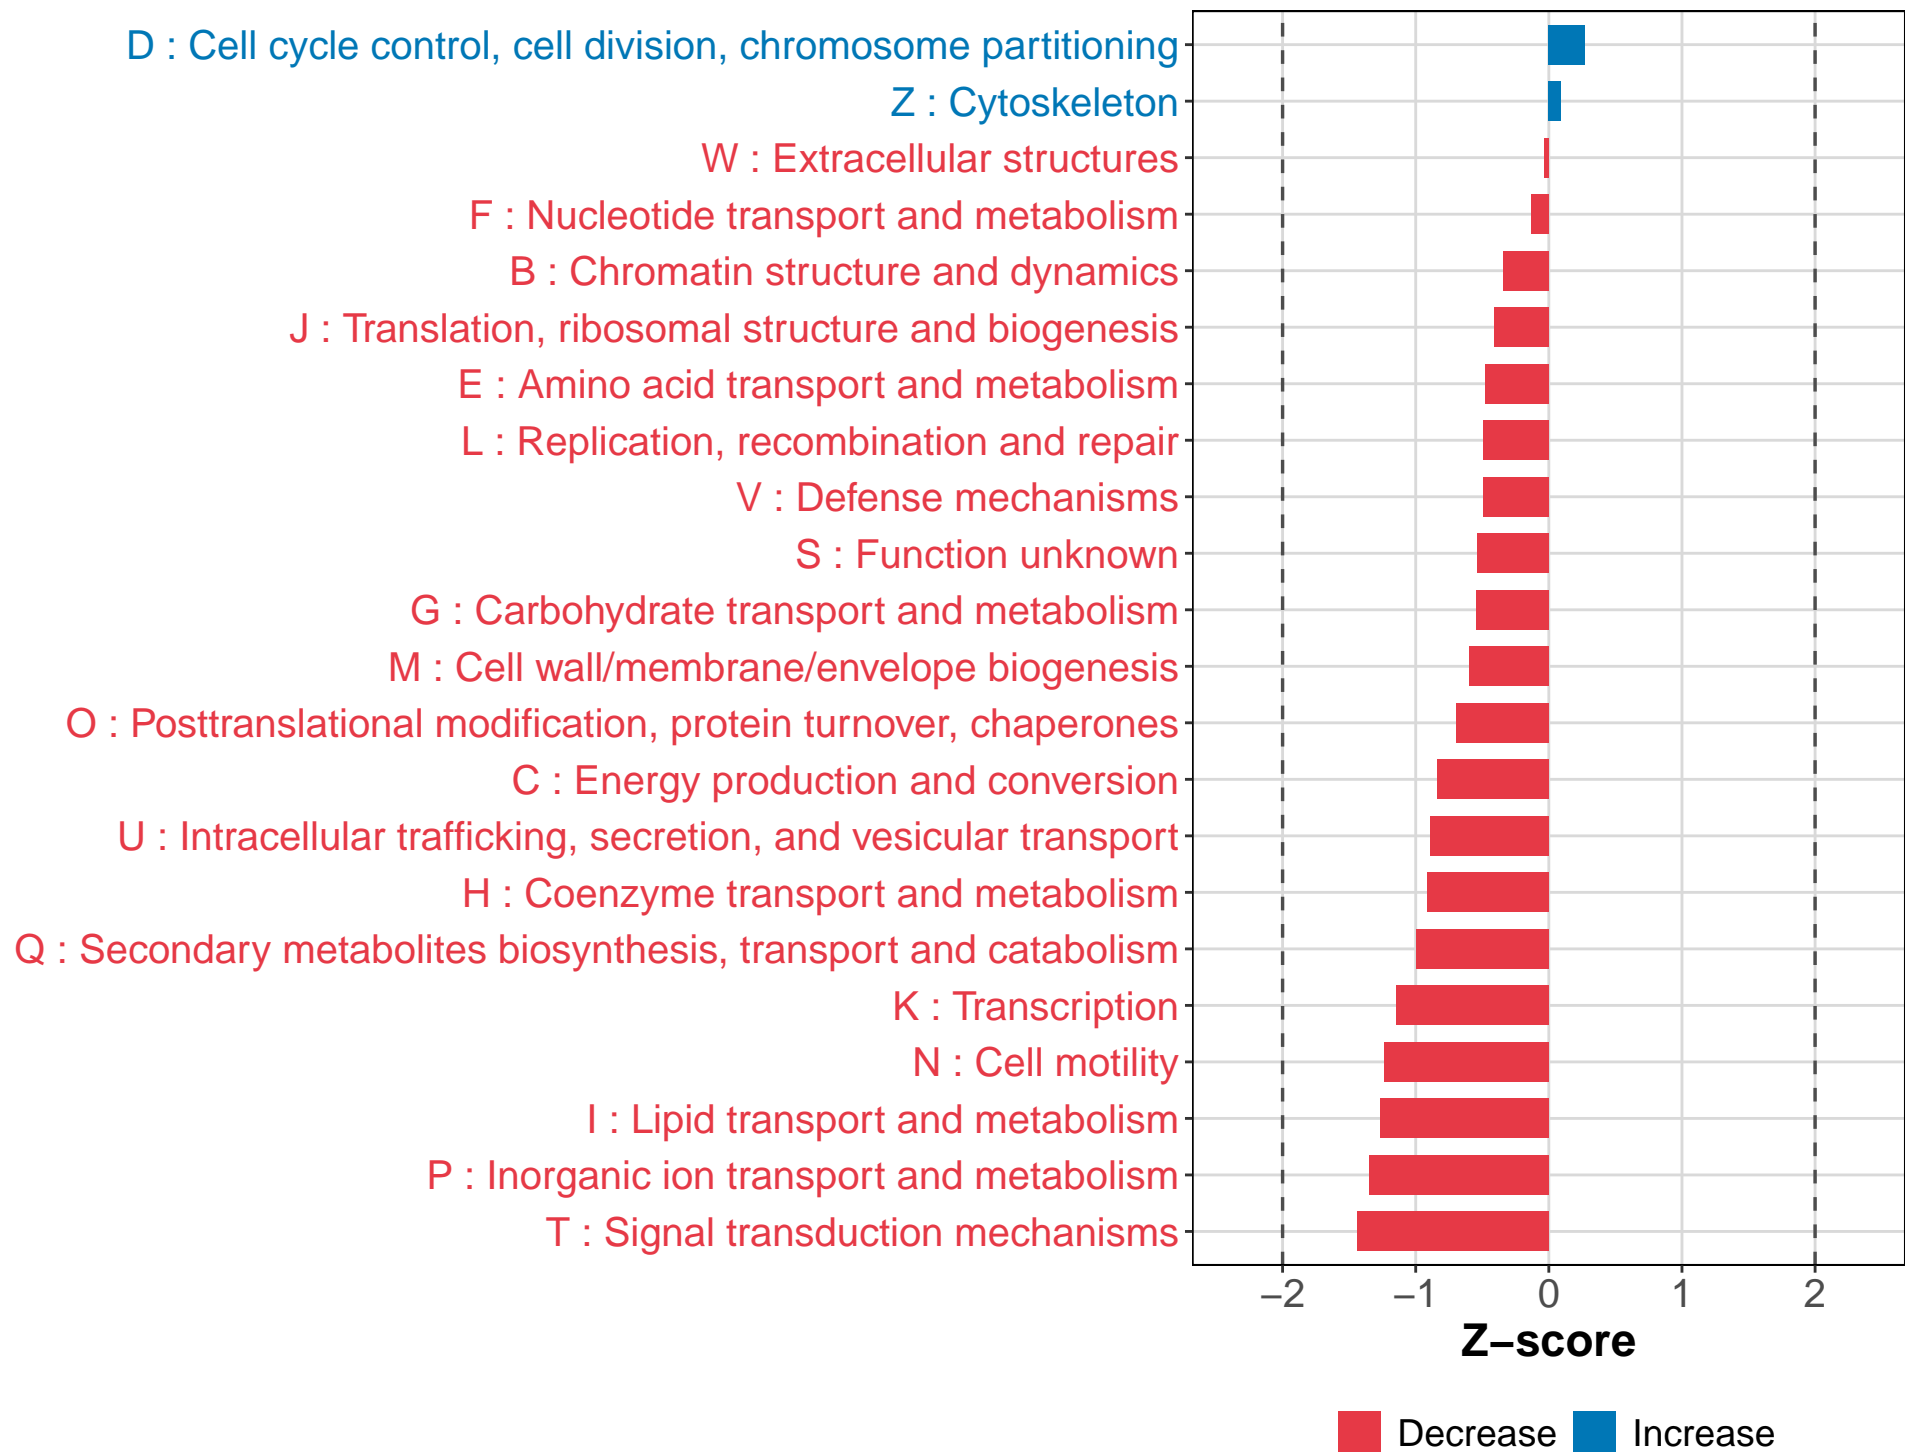 D : Cell cycle control, cell division, chromosome partitioning
Z : Cytoskeleton
W : Extracellular structures
F : Nucleotide transport and metabolism
B : Chromatin structure and dynamics
J : Translation, ribosomal structure and biogenesis
E : Amino acid transport and metabolism
L : Replication, recombination and repair
V : Defense mechanisms
S : Function unknown
G : Carbohydrate transport and metabolism
M : Cell wall/membrane/envelope biogenesis
O : Posttranslational modification, protein turnover, chaperones
C : Energy production and conversion
U : Intracellular trafficking, secretion, and vesicular transport
H : Coenzyme transport and metabolism
Q : Secondary metabolites biosynthesis, transport and catabolism
K : Transcription
N : Cell motility
I : Lipid transport and metabolism
P : Inorganic ion transport and metabolism
T : Signal transduction mechanisms
−2 −1 0 1 2
Z−score
Decrease Increase